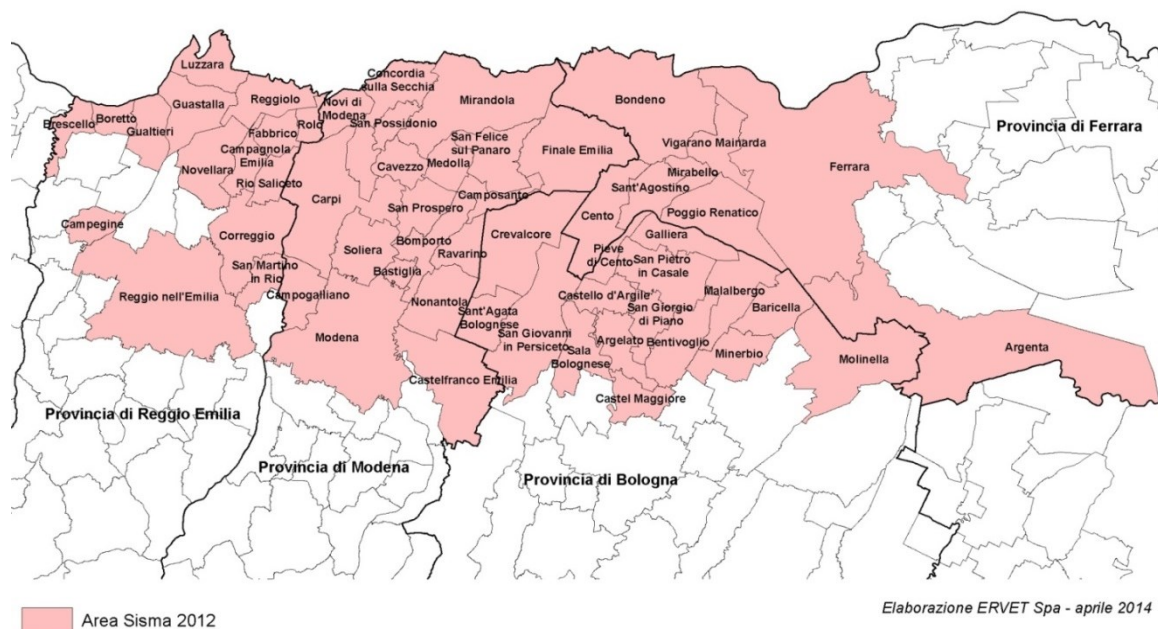 Luzzara
Concordia
sulla Secchia
Guastalla
Reggiolo
Novi di
Modena
Mirandola
Bondeno
Brescello
Boretto
Gualtieri
Fabbrico
Rolo
San Possidonio
Provincia di Ferrara
Campagnola
Emilia
San Felice
sul Panaro
Finale Emilia
Vigarano Mainarda
Novellara
Cavezzo
Medolla
Mirabello
Ferrara
Rio Saliceto
Sant'Agostino
Carpi
San Prospero
Camposanto
Poggio Renatico
Campegine
Cento
Correggio
Soliera
Bomporto
Crevalcore
Galliera
Ravarino
Pieve
di Cento
San Pietro
in Casale
San Martino
in Rio
Bastiglia
Reggio nell'Emilia
Campogalliano
Nonantola
Castello d'Argile'
Malalbergo
Sant'Agata
Bolognese
San Giorgio
di Piano
Baricella
Modena
San Giovanni
in Persiceto
Argelato
Bentivoglio
Argenta
Sala
Bolognese
Minerbio
Molinella
Castelfranco Emilia
Castel Maggiore
Provincia di Reggio Emilia
Provincia di Modena
Provincia di Bologna
Area Sisma 2012
Elaborazione ERVET Spa - aprile 2014